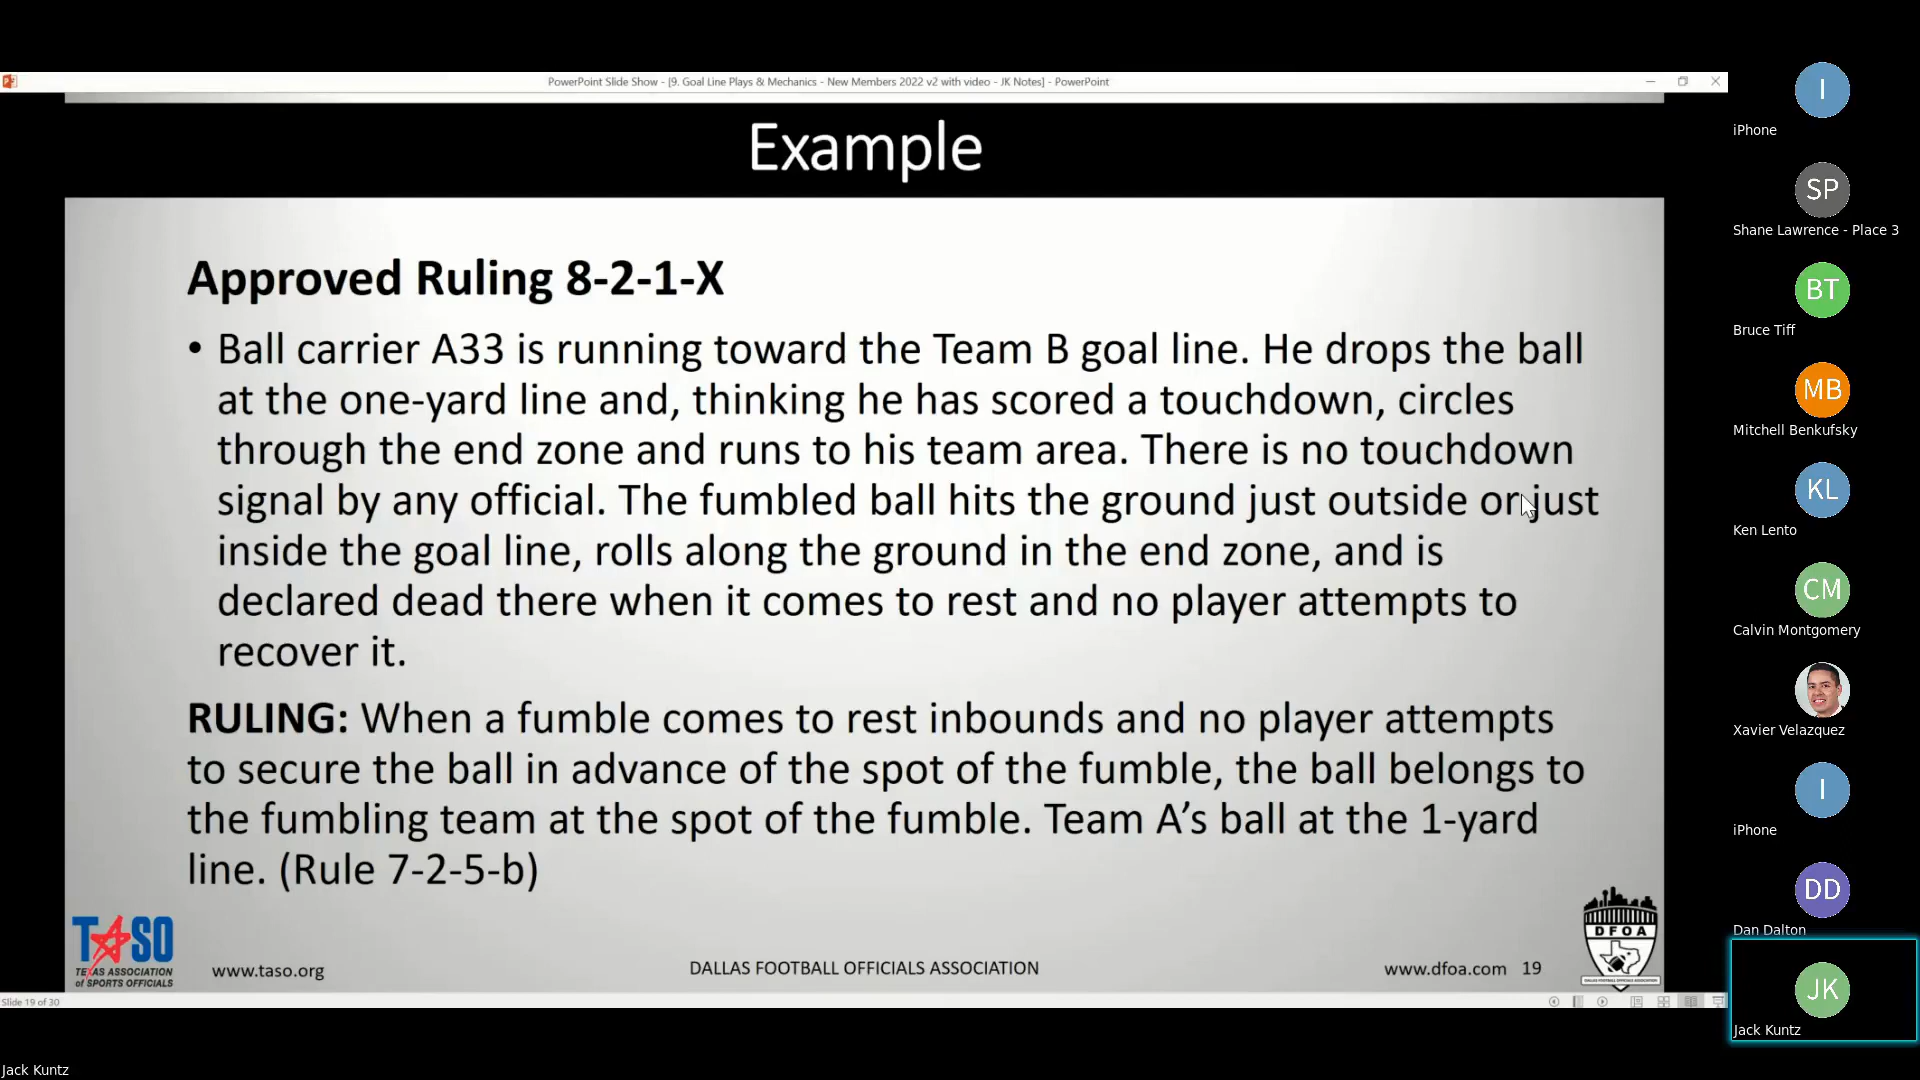 PowerPoint Slide Show - [9. Goal Line Plays & Mechanics - New Members 2022 v2 with video - JK Notes] - PowerPoint
Example
Approved Ruling 8-2-1-X
• Ball carrier A33 is running toward the Team B goal line. He drops the ball
at the one-yard line and, thinking he has scored a touchdown, circles
through the end zone and runs to his team area. There is no touchdown
signal by any official. The fumbled ball hits the ground just outside or just
inside the goal line, rolls along the ground in the end zone, and is
declared dead there when it comes to rest and no player attempts to
recover it.
RULING: When a fumble comes to rest inbounds and no player attempts
to secure the ball in advance of the spot of the fumble, the ball belongs to
the fumbling team at the spot of the fumble. Team A’s ball at the 1-yard
line. (Rule 7-2-5-b)
TASO
TEXAS ASSOCIATION
of SPORTS OFFICIALS
www.taso.org
DALLAS FOOTBALL OFFICIALS ASSOCIATION
www.dfoa.com 19
DFOA
DALLAS FOOTBALL OFFICIALS ASSOCIATION
Slide 19 of 30
I
iPhone
SP
Shane Lawrence - Place 3
BT
Bruce Tiff
MB
Mitchell Benkufsky
KL
Ken Lento
CM
Calvin Montgomery
Xavier Velazquez
I
iPhone
DD
Dan Dalton
JK
Jack Kuntz
Jack Kuntz